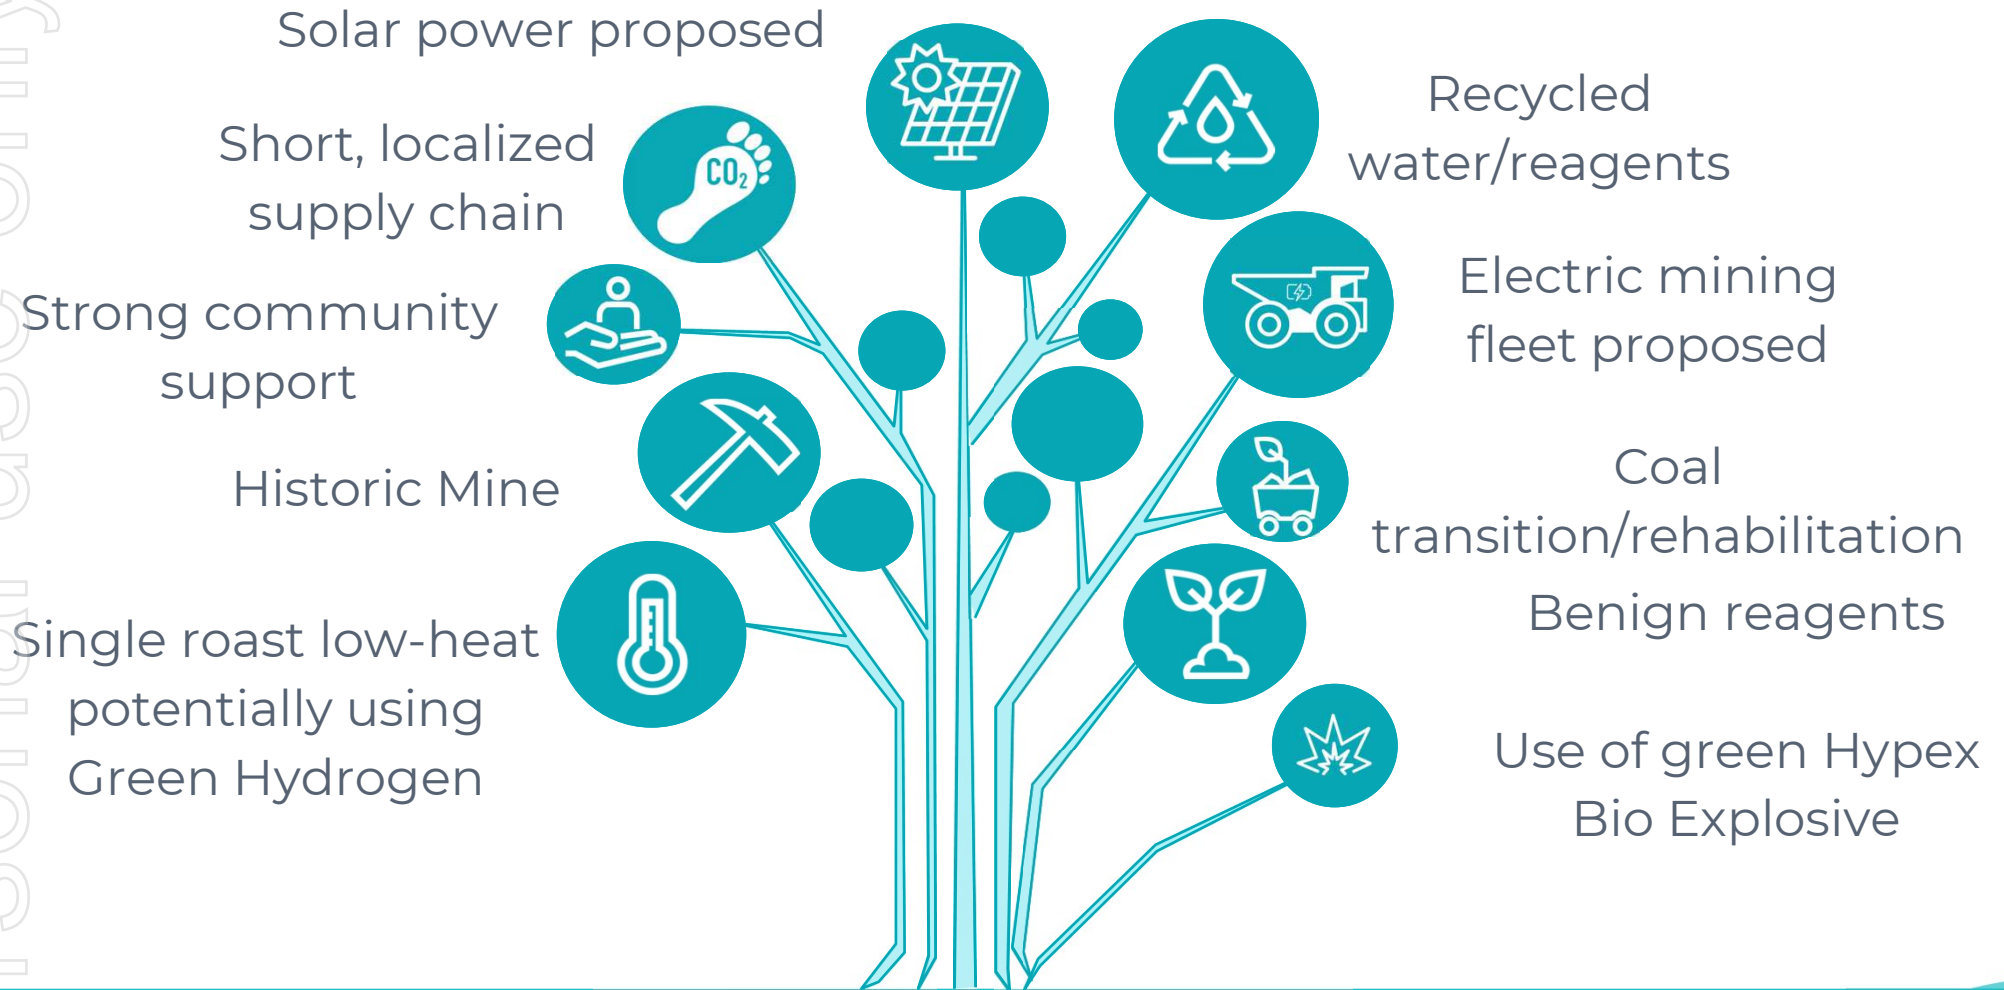 Solar power proposed
Short, localized
supply chain
Strong community
support
Historic Mine
Single roast low-heat
potentially using
Green Hydrogen
CO₂
Recycled
water/reagents
Electric mining
fleet proposed
Coal
transition/rehabilitation
Benign reagents
Use of green Hypex
Bio Explosive